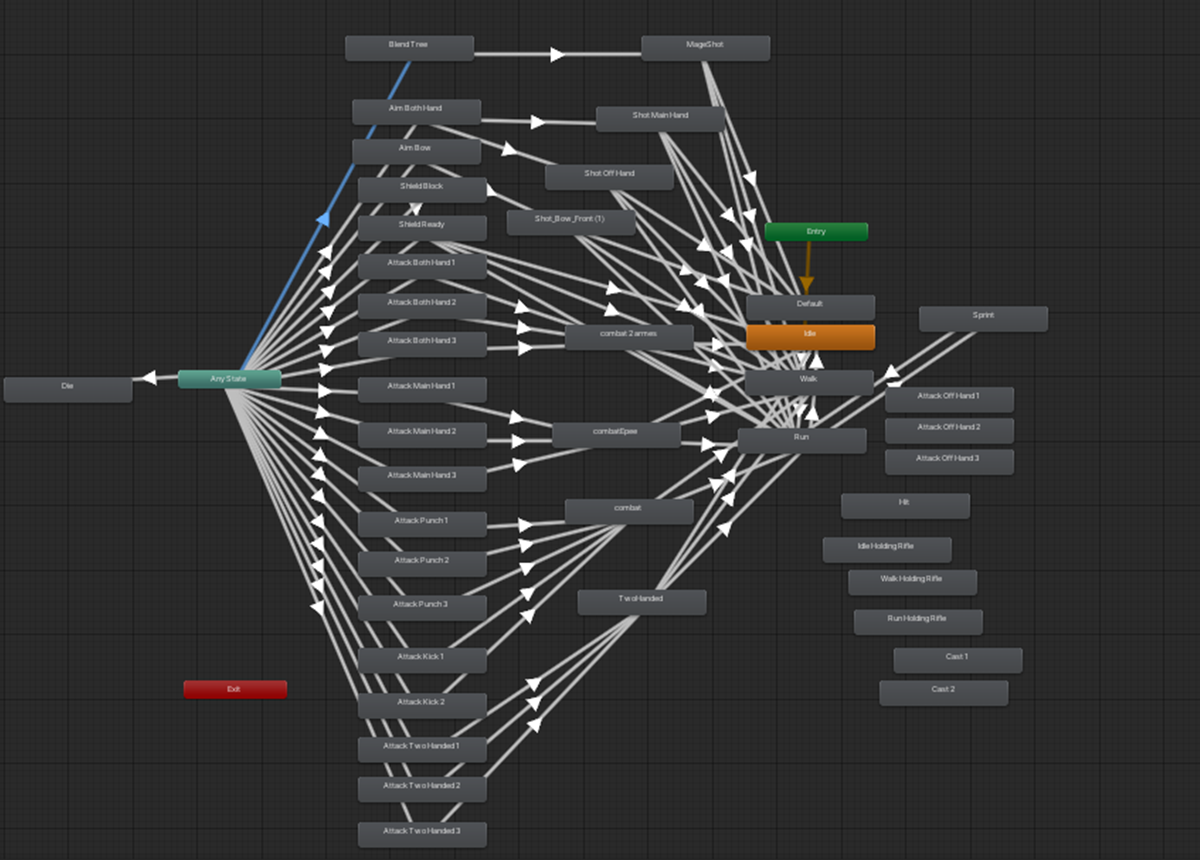 Blend Tree
MageShot
Aim Both Hand
Shot Main Hand
Aim Bow
Shot Off Hand
Shield Block
Shot_Bow_Front (1)
Shield Ready
Entry
Attack Both Hand 1
Attack Both Hand 2
Default
Sprint
combat 2 armes
Idle
Attack Both Hand 3
Any State
Die
Walk
Attack Main Hand 1
Attack Off Hand 1
Attack Main Hand 2
combatEpee
Attack Off Hand 2
Run
Attack Off Hand 3
Attack Main Hand 3
Hit
combat
Attack Punch 1
Idle Holding Rifle
Attack Punch 2
Walk Holding Rifle
TwoHanded
Attack Punch 3
Run Holding Rifle
Attack Kick 1
Cast 1
Exit
Cast 2
Attack Kick 2
Attack Two Handed 1
Attack Two Handed 2
Attack Two Handed 3